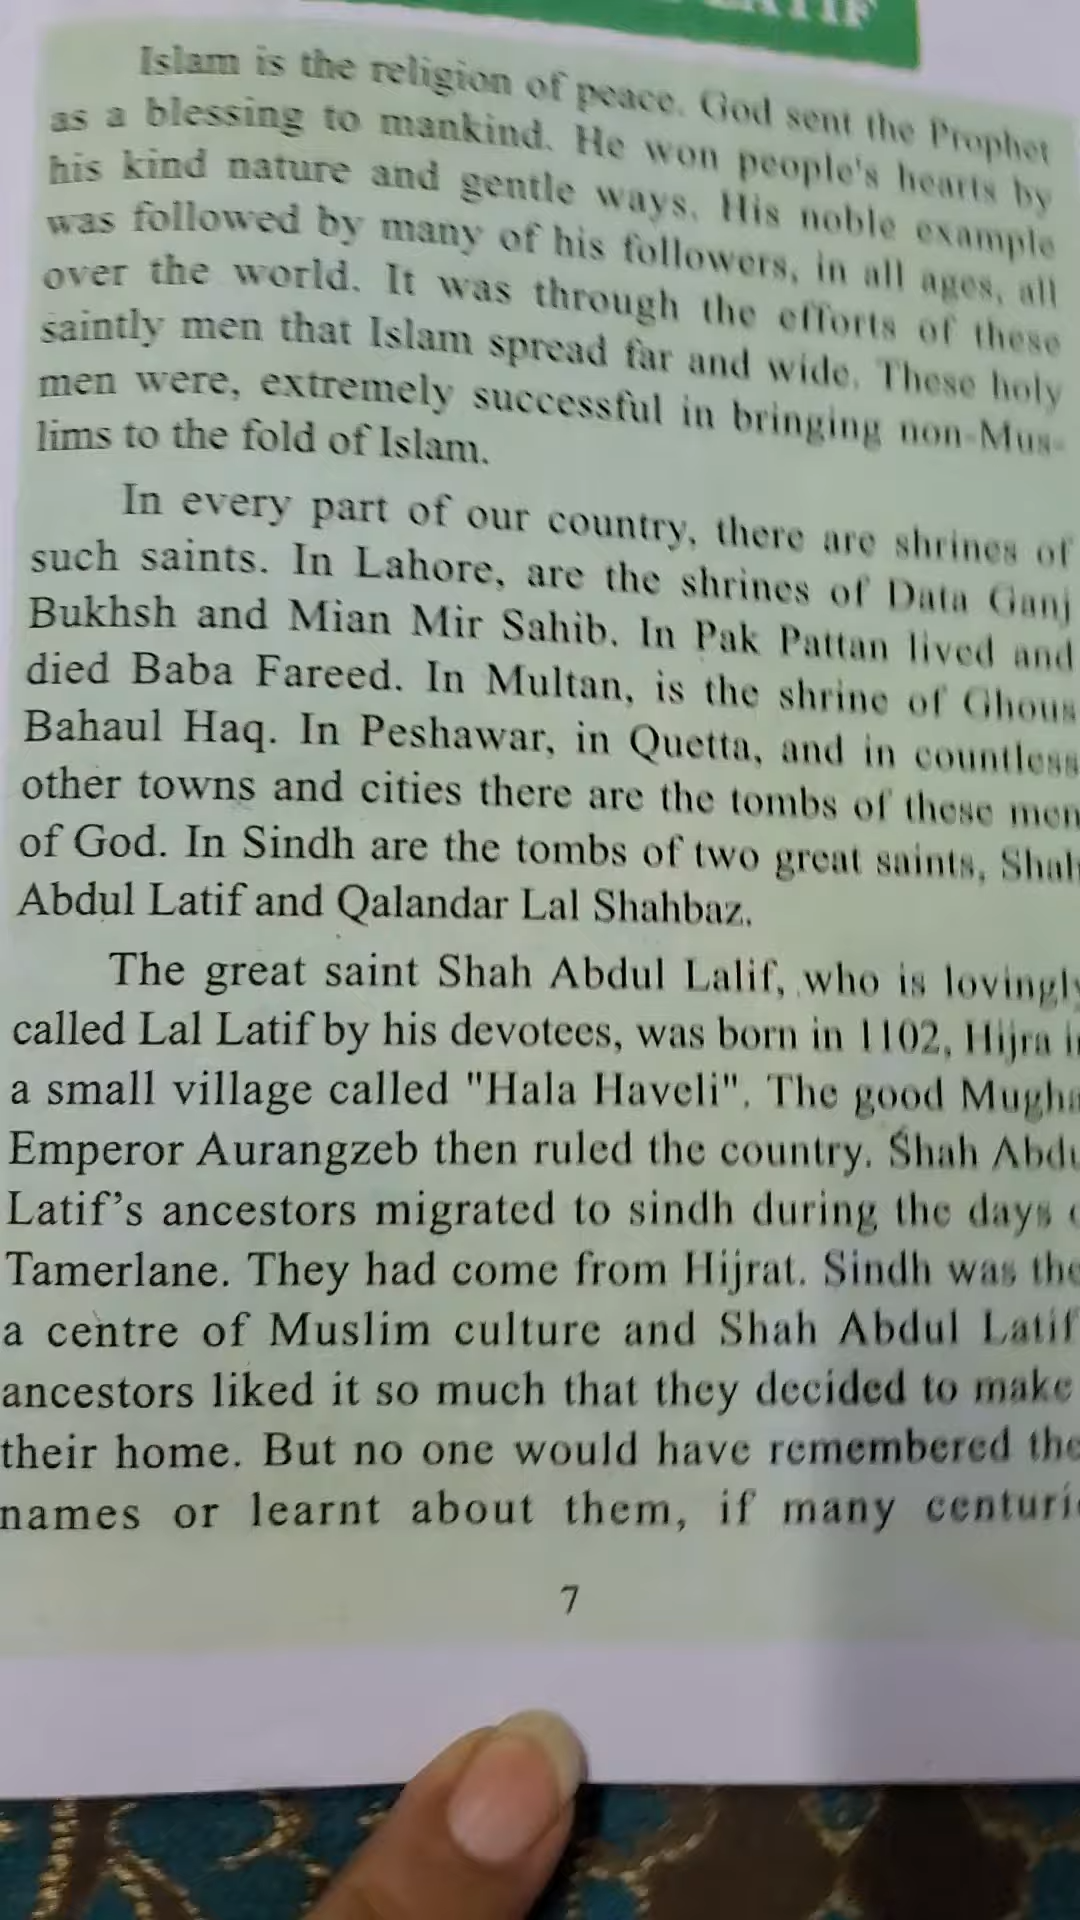 LATIF
Islam is the religion of peace. God sent the Prophet
as a blessing to mankind. He won people's hearts by
his kind nature and gentle ways. His noble example
was followed by many of his followers, in all ages, all
over the world. It was through the efforts of these
saintly men that Islam spread far and wide. These holy
men were, extremely successful in bringing non-Mus-
lims to the fold of Islam.
In every part of our country, there are shrines of
such saints. In Lahore, are the shrines of Data Ganj
Bukhsh and Mian Mir Sahib. In Pak Pattan lived and
died Baba Fareed. In Multan, is the shrine of Ghous
Bahaul Haq. In Peshawar, in Quetta, and in countless
other towns and cities there are the tombs of these men
of God. In Sindh are the tombs of two great saints, Shah
Abdul Latif and Qalandar Lal Shahbaz.
The great saint Shah Abdul Lalif, who is lovingly
called Lal Latif by his devotees, was born in 1102, Hijra
a small village called "Hala Haveli". The good
Emperor Aurangzeb then ruled the country. Shah
Latif's ancestors migrated to sindh during the days
Tamerlane. They had come from Hijrat. Sindh was
a centre of Muslim culture and Shah Abdul Latif
ancestors liked it so much that they decided to make
their home. But no one would have remembered
names or learnt about them, if many
7